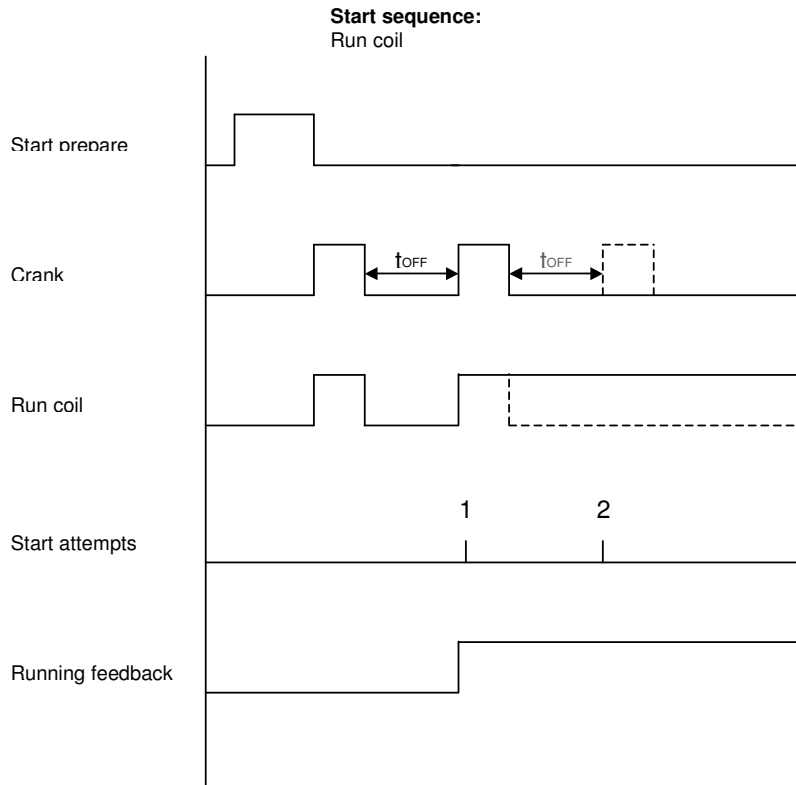 Start sequence:
Run coil
Start prepare
Crank
tOFF
tOFF
Run coil
1
2
Start attempts
Running feedback